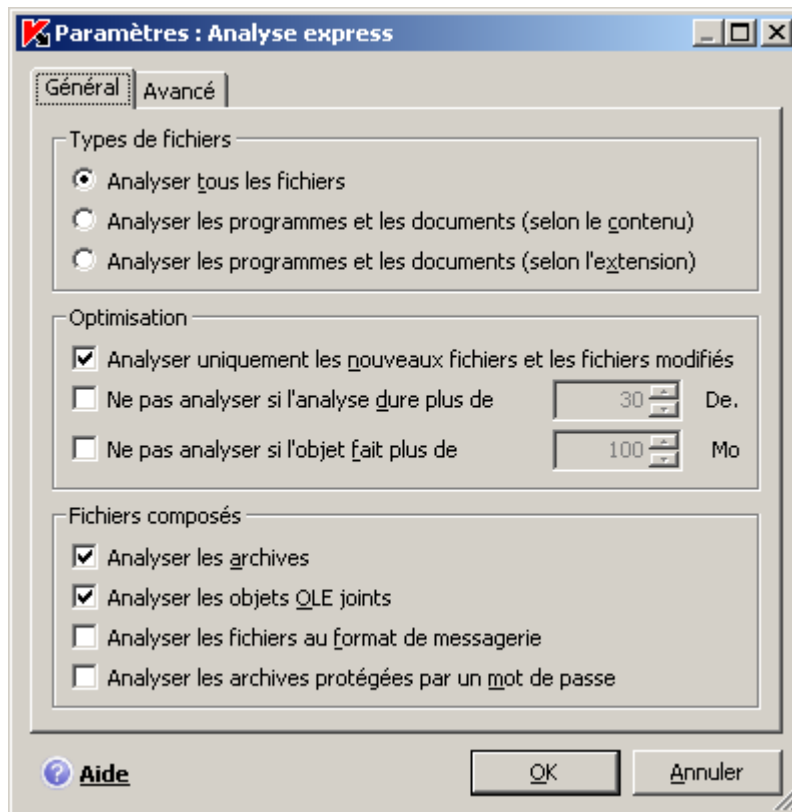 Paramètres : Analyse express
Général
Avancé
Types de fichiers
Analyser tous les fichiers
Analyser les programmes et les documents (selon le contenu)
Analyser les programmes et les documents (selon l'extension)
Optimisation
Analyser uniquement les nouveaux fichiers et les fichiers modifiés
Ne pas analyser si l'analyse dure plus de 30 De.
Ne pas analyser si l'objet fait plus de 100 Mo
Fichiers composés
Analyser les archives
Analyser les objets OLE joints
Analyser les fichiers au format de messagerie
Analyser les archives protégées par un mot de passe
Aide
OK
Annuler